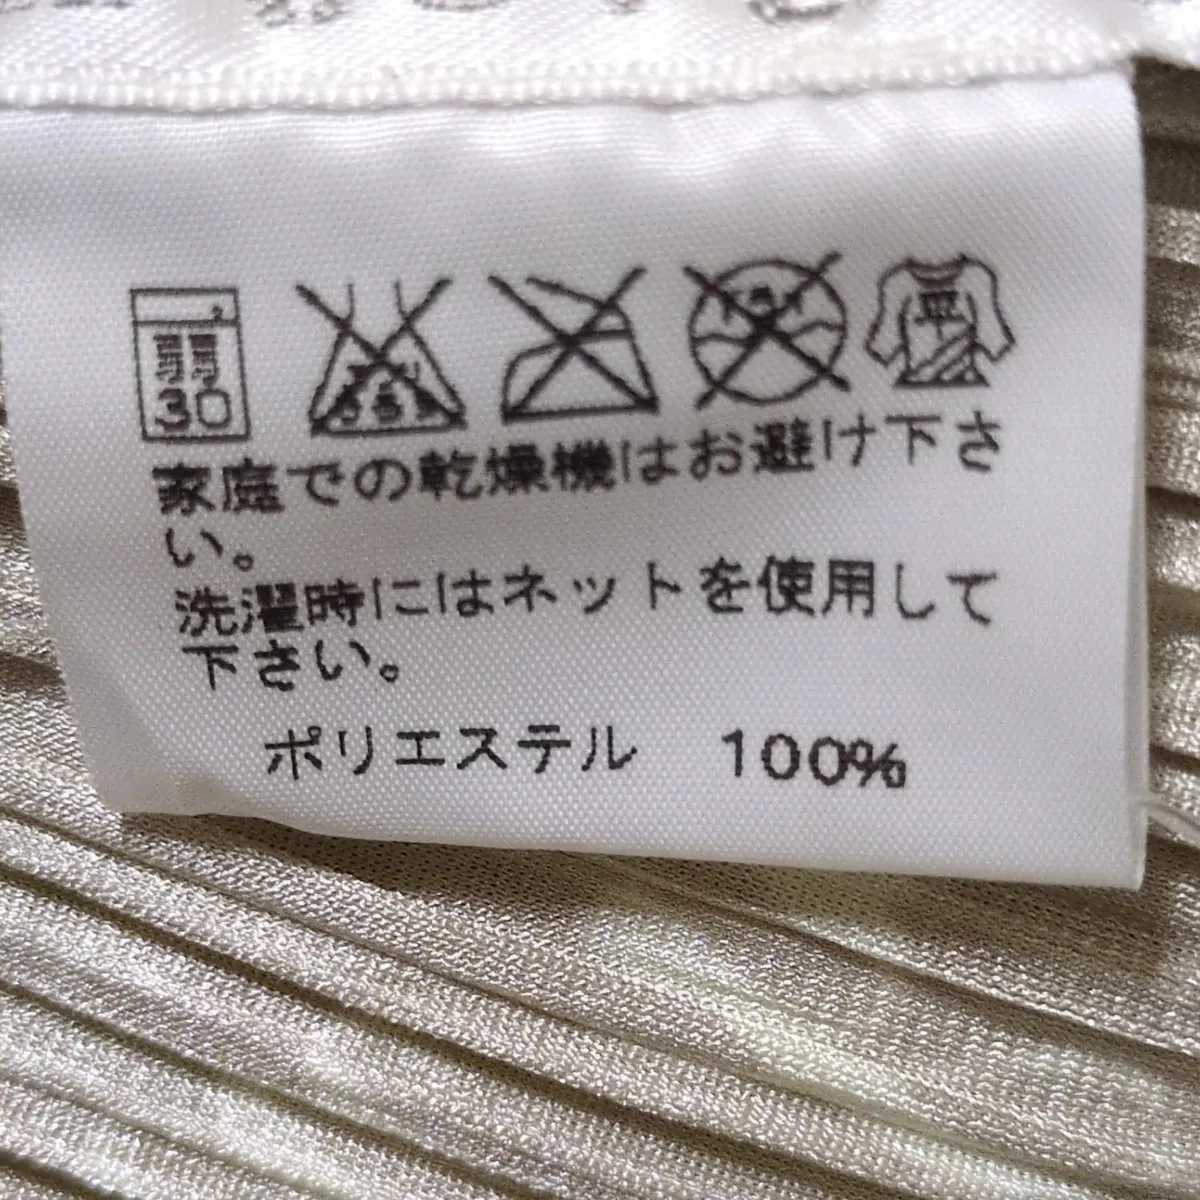 30
平
家庭での乾燥機はお避け下さ
い。
洗濯時にはネットを使用して
下さい。
ポリエステル 100%